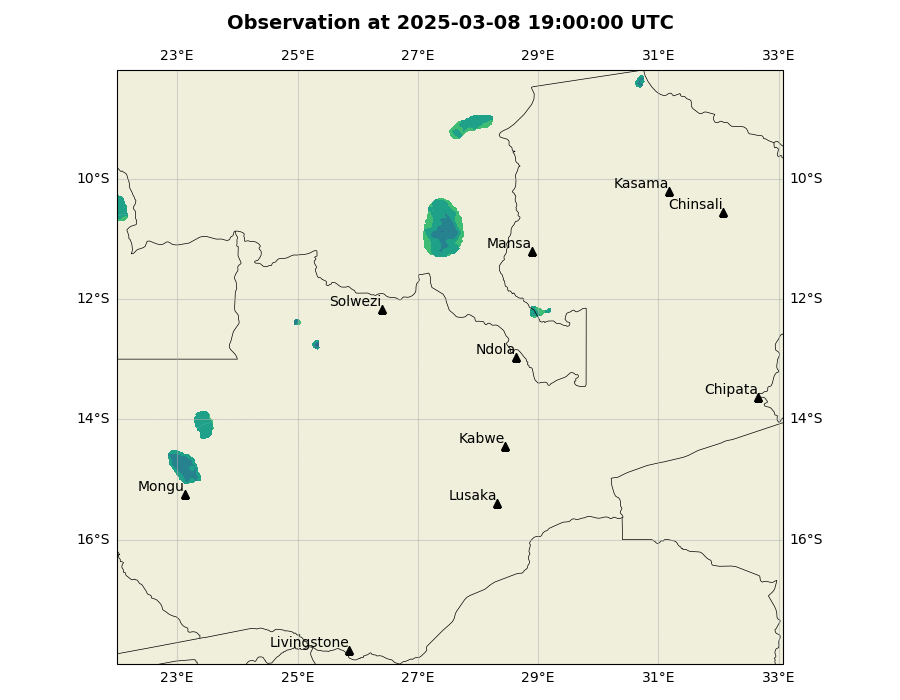 Observation at 2025-03-08 19:00:00 UTC
23°E 25°E 27°E 29°E 31°E 33°E
10°S 10°S
Kasama
Chinsali
Mansa
12°S 12°S
Solwezi
Ndola
Chipata
14°S 14°S
Kabwe
Mongu
Lusaka
16°S 16°S
Livingstone
23°E 25°E 27°E 29°E 31°E 33°E